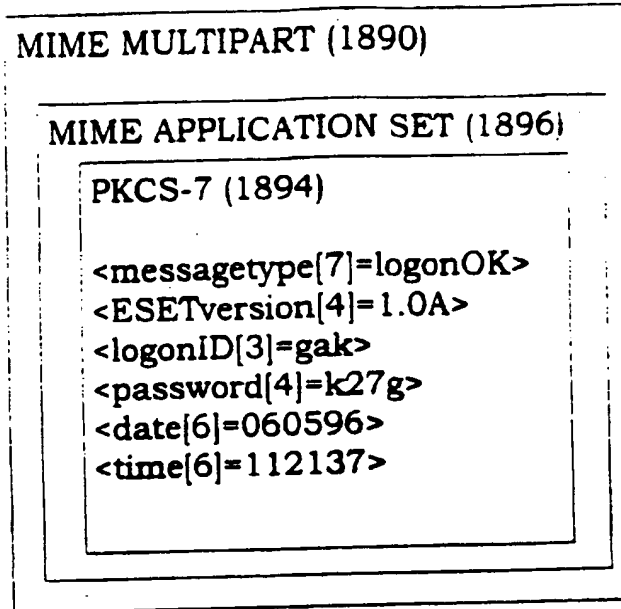 MIME MULTIPART (1890)
MIME APPLICATION SET (1896)
PKCS-7 (1894)
<messagetype[7]=logonOK>
<ESETversion[4]=1.0A>
<logonID[3]=gak>
<password[4]=k27g>
<date[6]=060596>
<time[6]=112137>